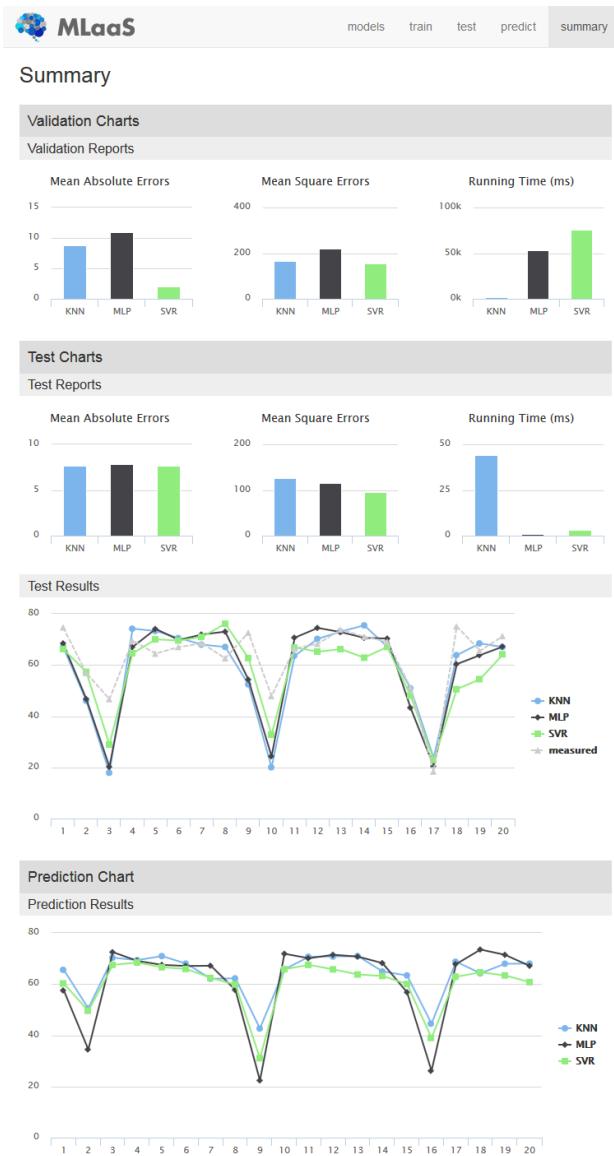 MLaaS models train test predict summary
Summary
Validation Charts
Validation Reports
Mean Absolute Errors Mean Square Errors Running Time (ms)
15 400 100k
10
200 50k
5
0 0 0k
KNN MLP SVR KNN MLP SVR KNN MLP SVR
Test Charts
Test Reports
Mean Absolute Errors Mean Square Errors Running Time (ms)
10 200 50
5 100 25
0 0 0
KNN MLP SVR KNN MLP SVR KNN MLP SVR
Test Results
80
60
40
20
0
1 2 3 4 5 6 7 8 9 10 11 12 13 14 15 16 17 18 19 20
KNN
MLP
SVR
measured
Prediction Chart
Prediction Results
80
60
40
20
0
1 2 3 4 5 6 7 8 9 10 11 12 13 14 15 16 17 18 19 20
KNN
MLP
SVR